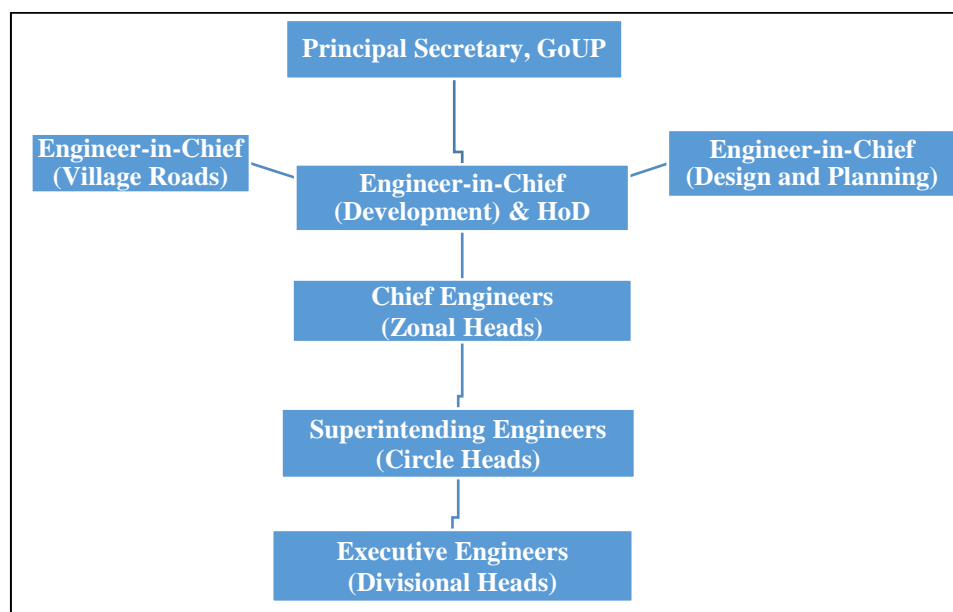 Principal Secretary, GoUP
Engineer-in-Chief
(Village Roads)
Engineer-in-Chief
(Development) & HoD
Engineer-in-Chief
(Design and Planning)
Chief Engineers
(Zonal Heads)
Superintending Engineers
(Circle Heads)
Executive Engineers
(Divisional Heads)